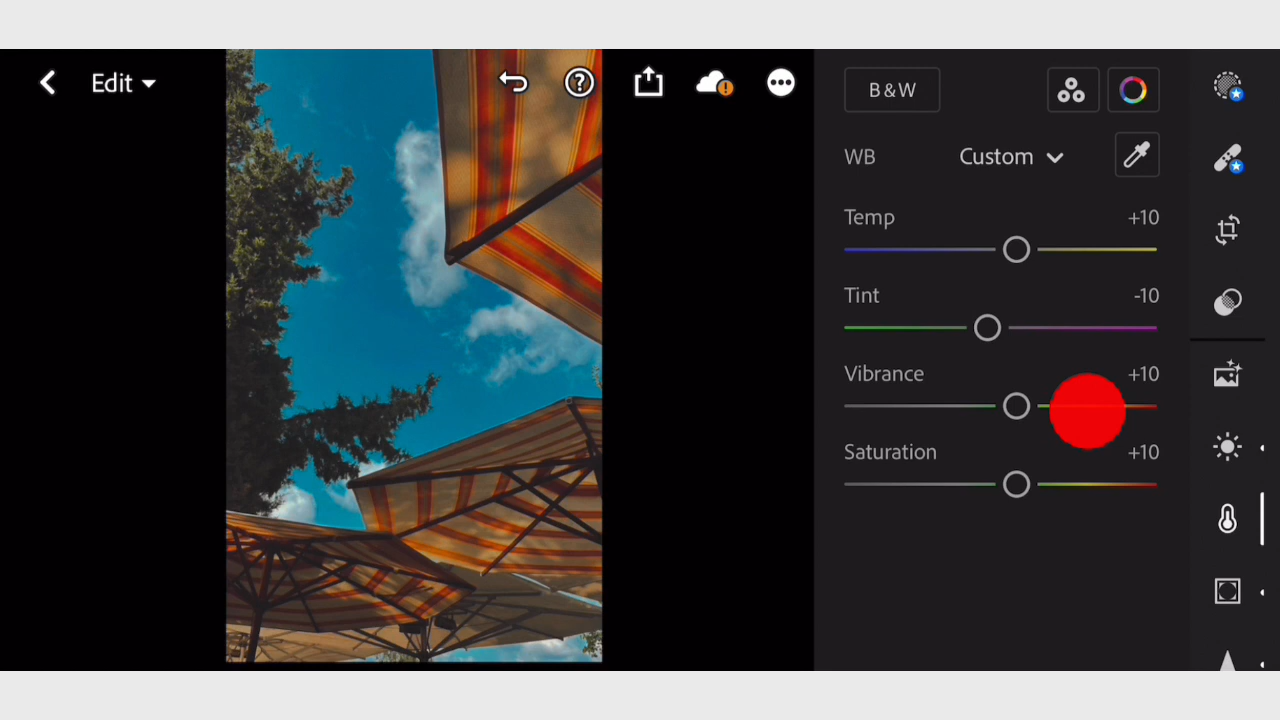 Edit
B&W
WB Custom
Temp +10
Tint -10
Vibrance +10
Saturation +10